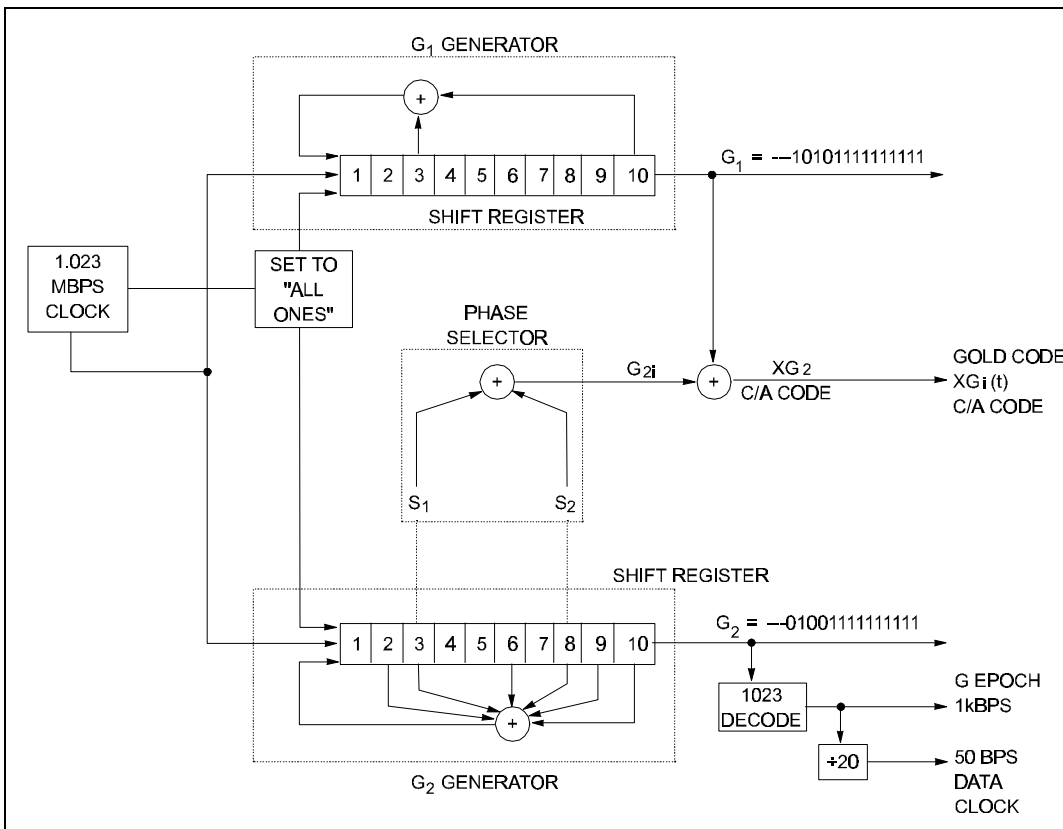 G1 GENERATOR
+
1 2 3 4 5 6 7 8 9 10
SHIFT REGISTER
G1 = ---10101111111111
1.023
MBPS
CLOCK
SET TO
"ALL
ONES"
PHASE
SELECTOR
+
G2i
+
XG2
C/A CODE
GOLD CODE
XGi(t)
C/A CODE
S1
S2
SHIFT REGISTER
1 2 3 4 5 6 7 8 9 10
+
G2 GENERATOR
G2 = ---01001111111111
1023
DECODE
G EPOCH
1kBPS
÷20
50 BPS
DATA
CLOCK